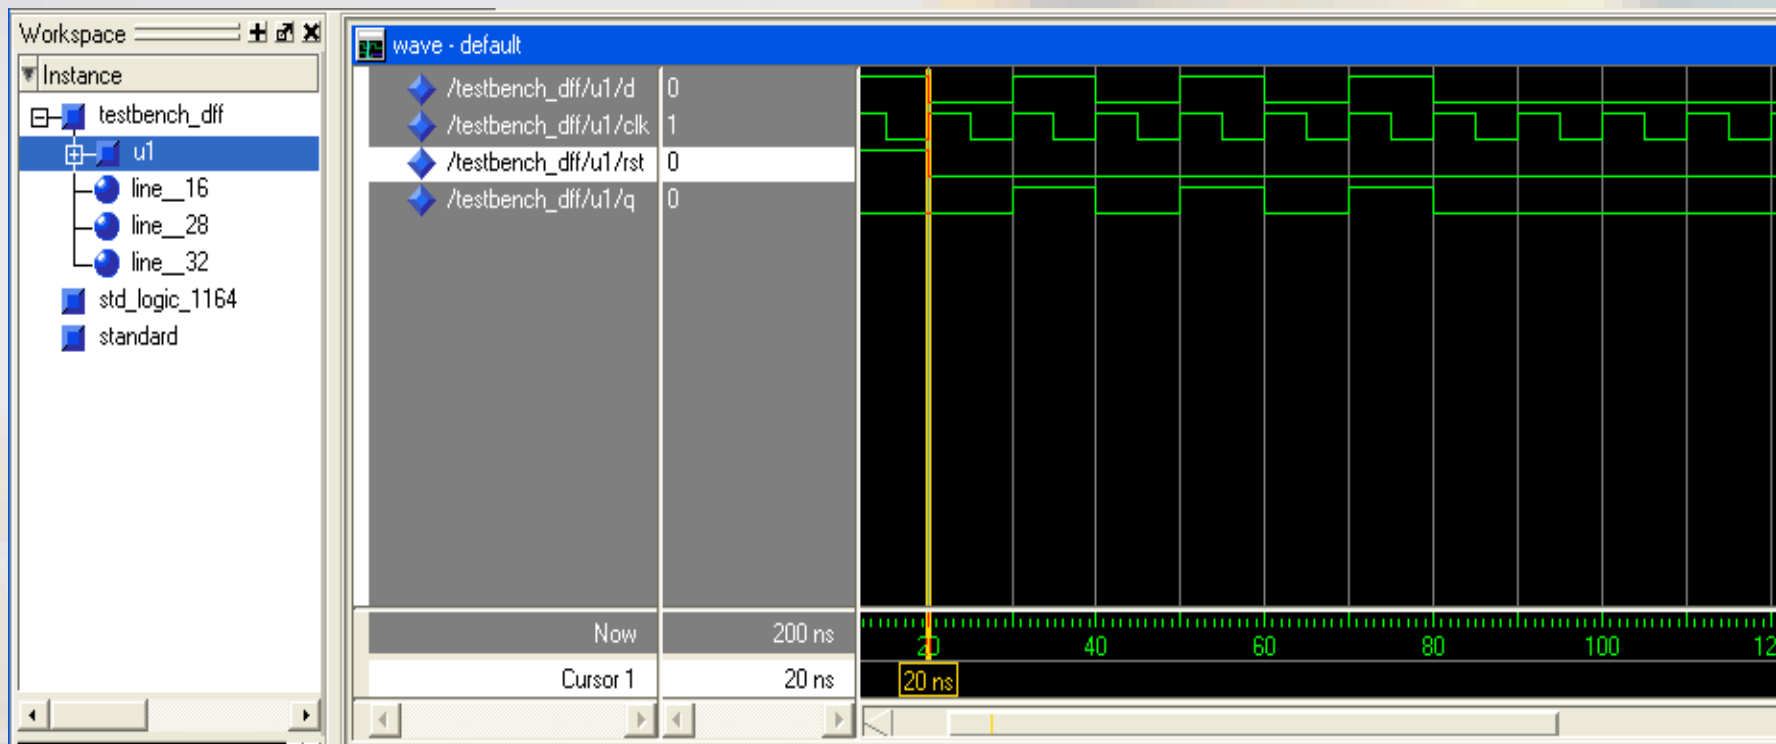 Workspace
Instance
testbench_dff
u1
line__16
line__28
line__32
std_logic_1164
standard
wave - default
/testbench_dff/u1/d 0
/testbench_dff/u1/clk 1
/testbench_dff/u1/rst 0
/testbench_dff/u1/q 0
Now 200 ns
20 40 60 80 100 12
Cursor 1 20 ns
20 ns